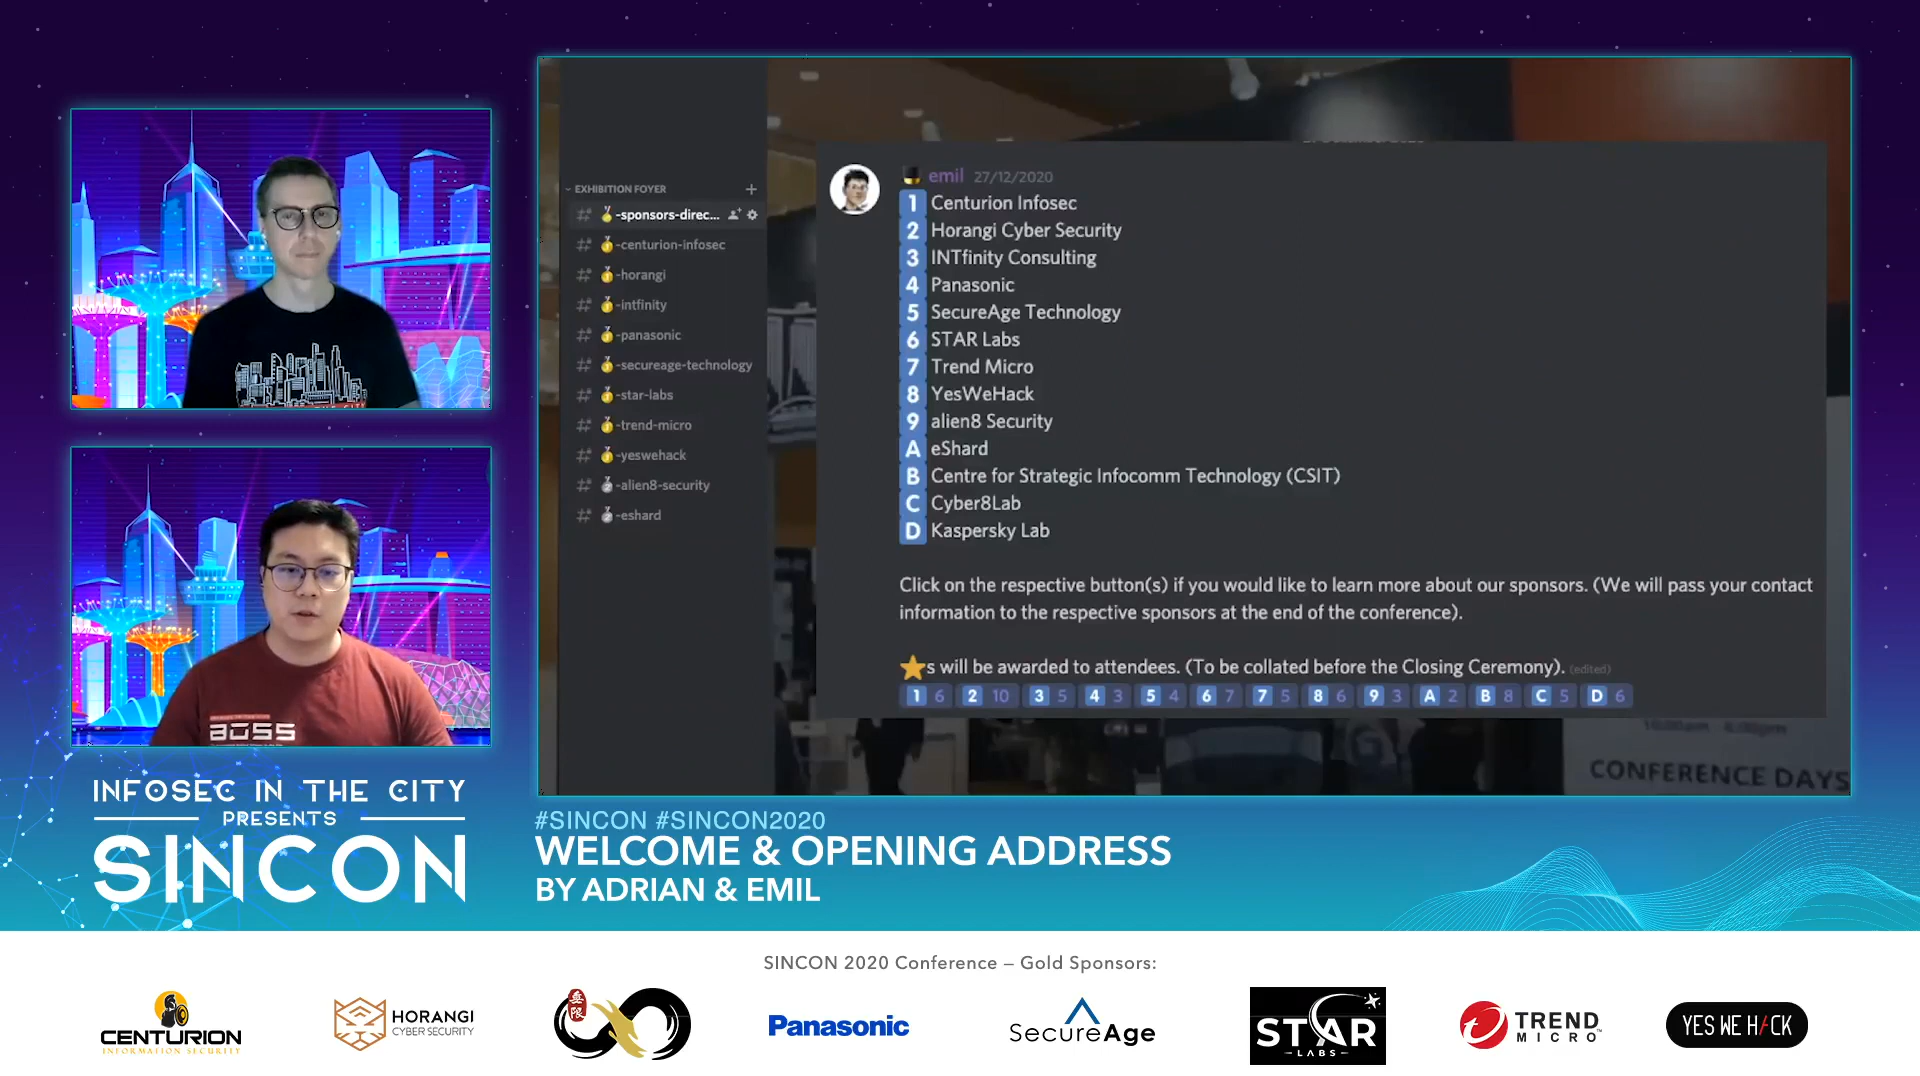 EXHIBITION FOYER
-sponsors-direc...
-centurion-infosec
-horangi
-intfinity
-panasonic
-secureage-technology
-star-labs
-trend-micro
-yeswehack
-alien8-security
-eshard
emil 27/12/2020
1 Centurion Infosec
2 Horangi Cyber Security
3 INTfinity Consulting
4 Panasonic
5 SecureAge Technology
6 STAR Labs
7 Trend Micro
8 YesWeHack
9 alien8 Security
A eShard
B Centre for Strategic Infocomm Technology (CSIT)
C Cyber8Lab
D Kaspersky Lab
Click on the respective button(s) if you would like to learn more about our sponsors. (We will pass your contact
information to the respective sponsors at the end of the conference).
s will be awarded to attendees. (To be collated before the Closing Ceremony). (edited)
1 6 2 10 3 5 4 3 5 4 6 7 7 5 8 6 9 3 A 2 B 8 C 5 D 6
CONFERENCE DAYS
BOSS
INFOSEC IN THE CITY
PRESENTS
SINCON
#SINCON #SINCON2020
WELCOME & OPENING ADDRESS
BY ADRIAN & EMIL
SINCON 2020 Conference – Gold Sponsors:
CENTURION
INFORMATION SECURITY
HORANGI
CYBER SECURITY
無限
Panasonic
SecureAge
STAR
LABS
TREND
MICRO
YES WE H/CK